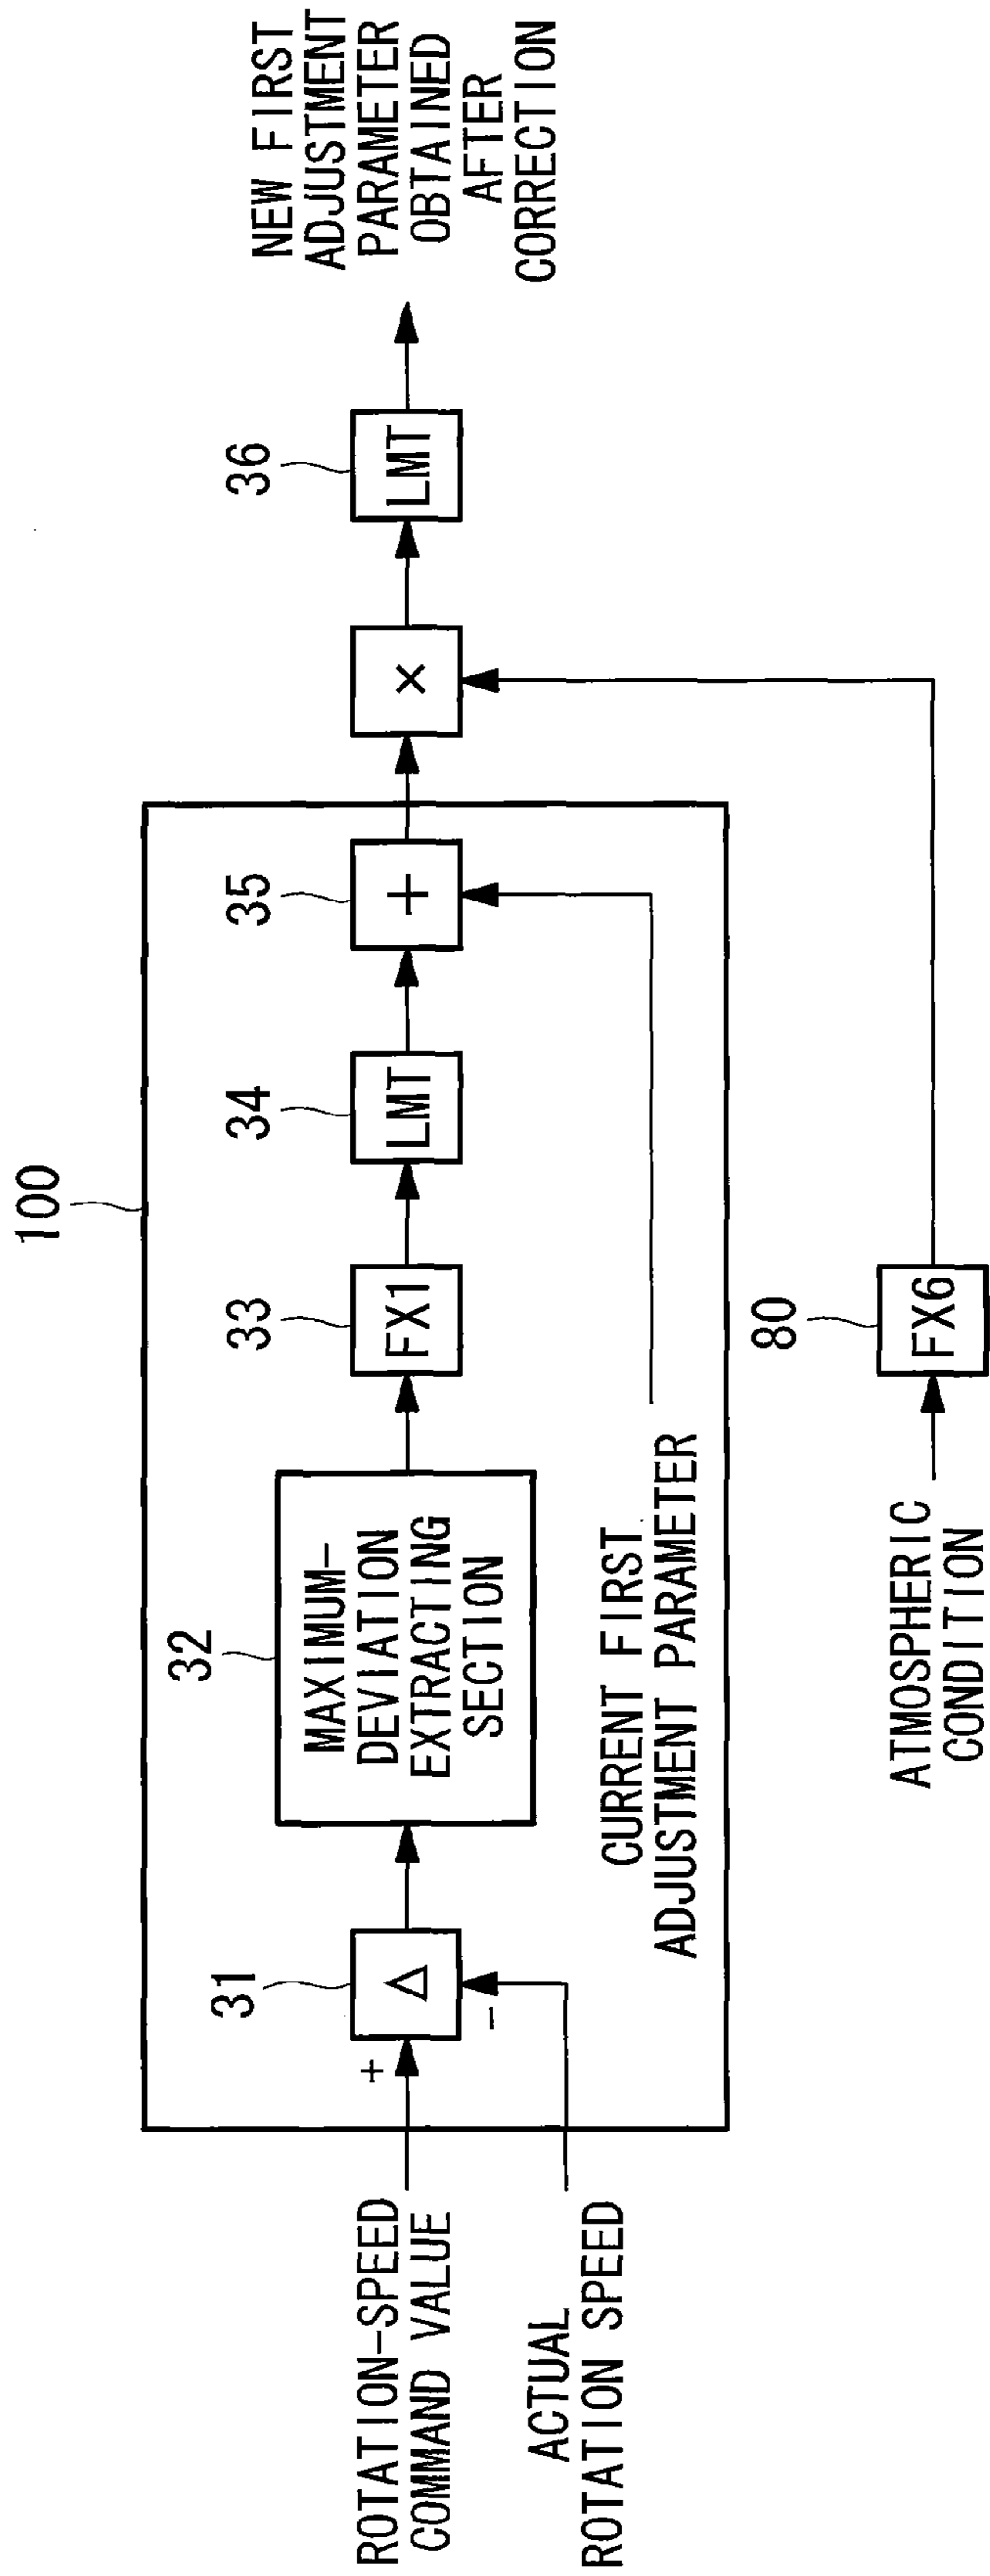 100
ROTATION-SPEED
COMMAND VALUE
ACTUAL
ROTATION SPEED
+
-
31
Δ
32
MAXIMUM-
DEVIATION
EXTRACTING
SECTION
33
FX1
34
LMT
35
+
CURRENT FIRST
ADJUSTMENT PARAMETER
×
36
LMT
NEW FIRST
ADJUSTMENT
PARAMETER
OBTAINED
AFTER
CORRECTION
ATMOSPHERIC
CONDITION
80
FX6